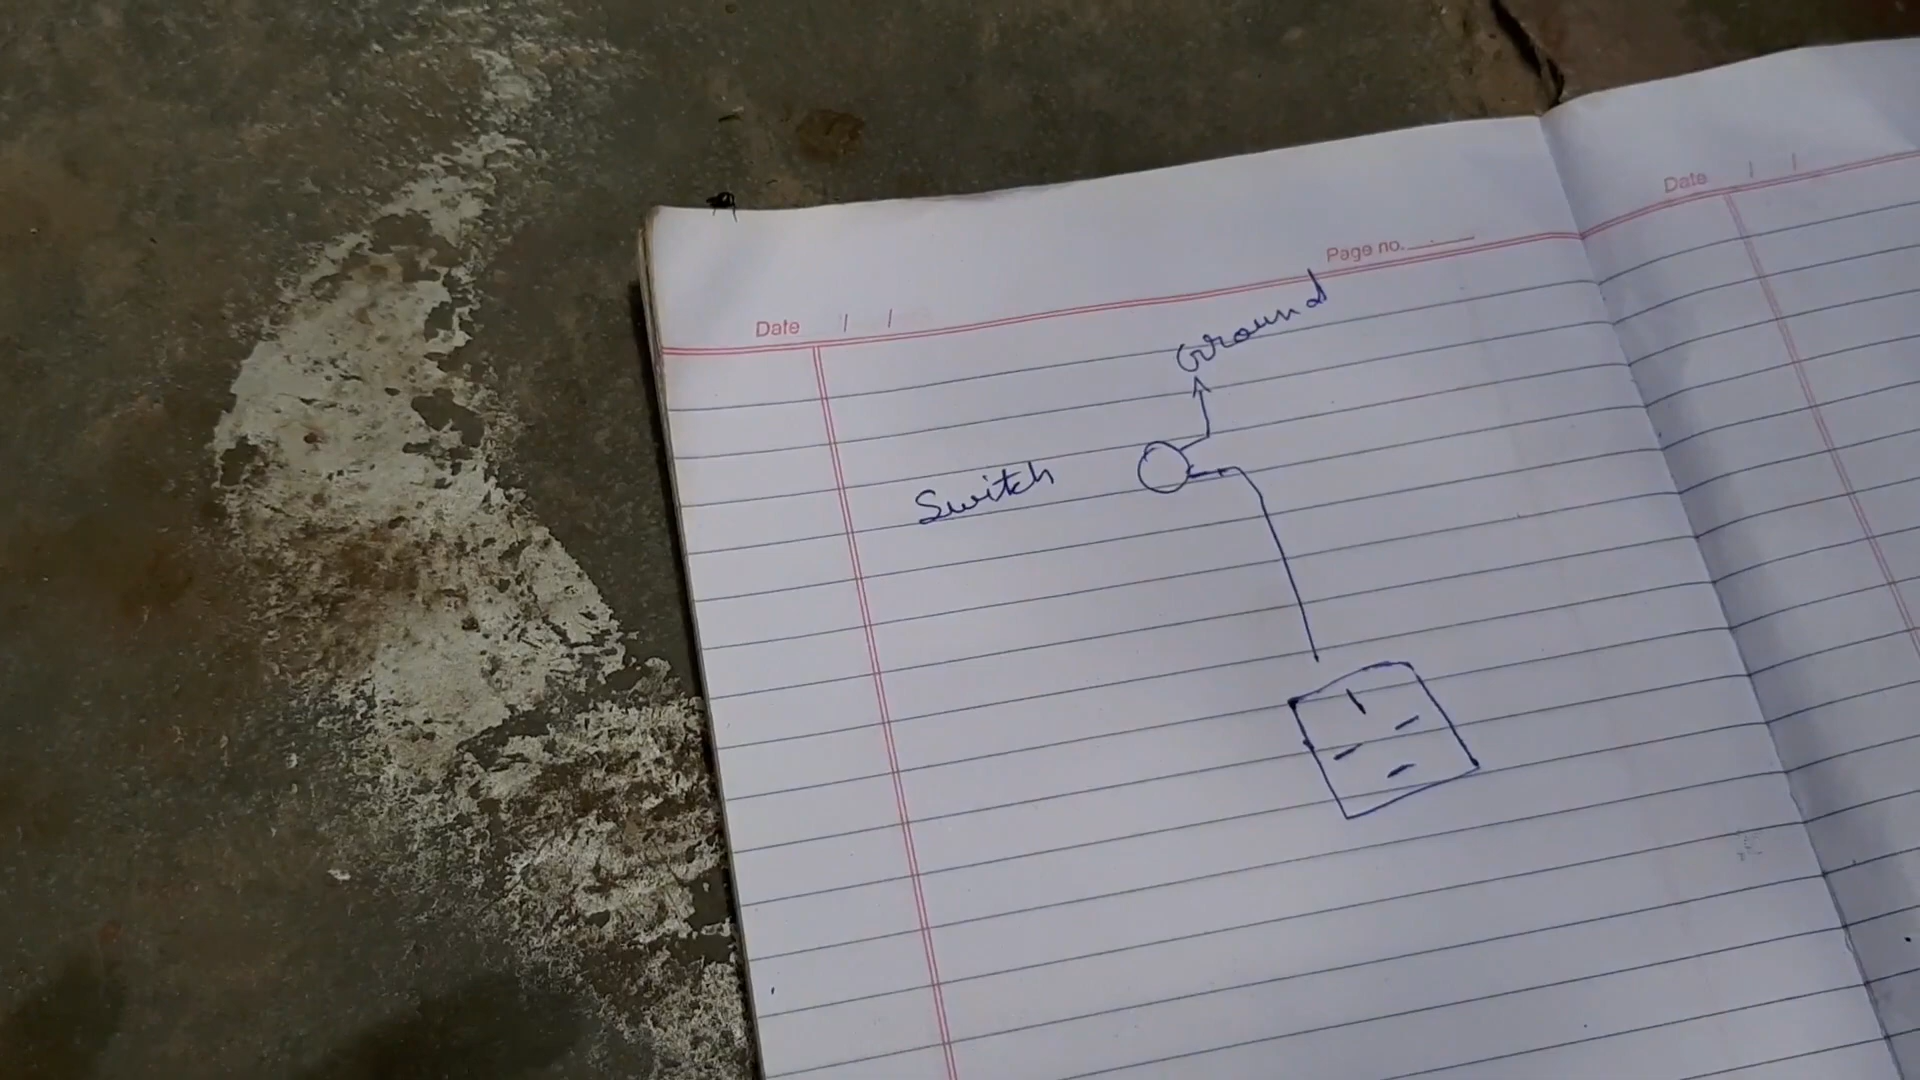 Page no.
Date
Date
Ground
Switch